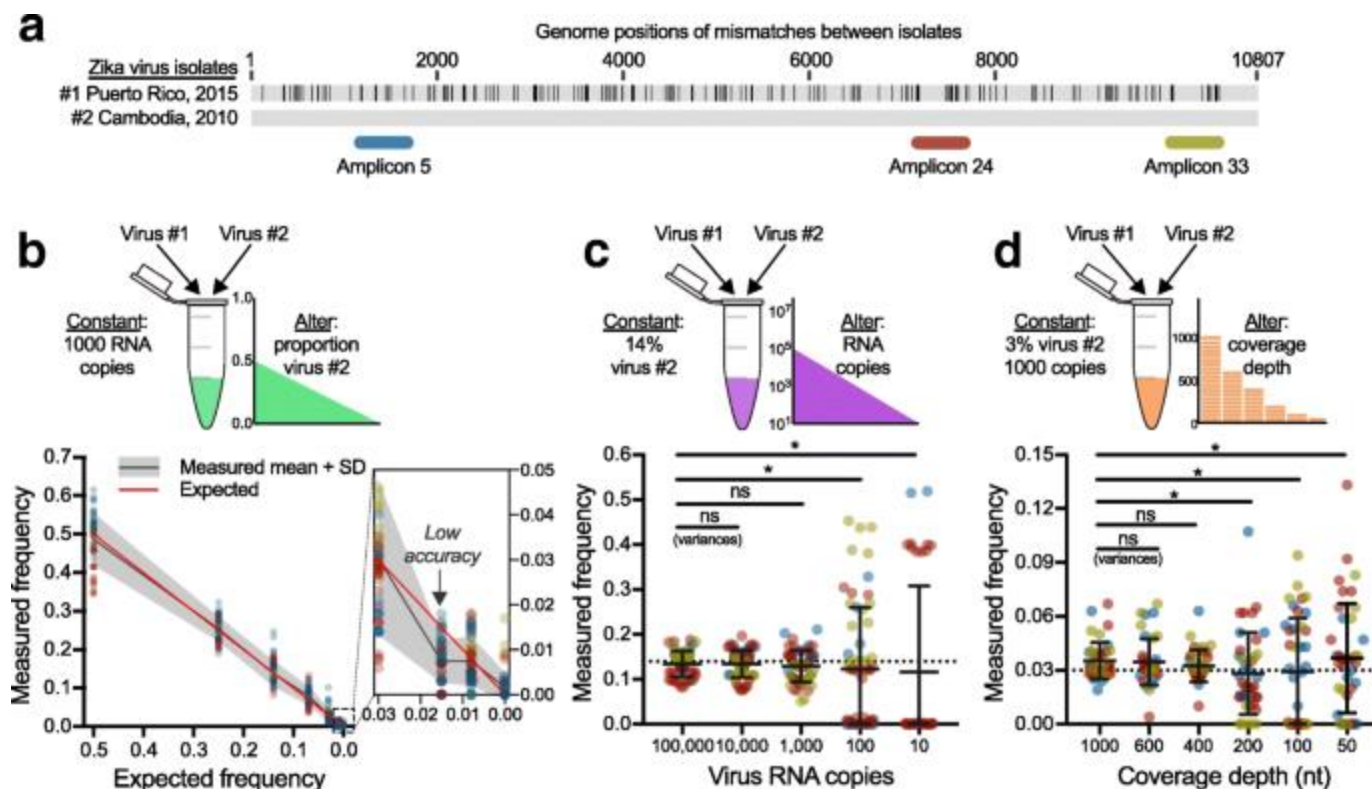 a
Genome positions of mismatches between isolates
Zika virus isolates
1 2000 4000 6000 8000 10807
#1 Puerto Rico, 2015
#2 Cambodia, 2010
Amplicon 5 Amplicon 24 Amplicon 33
b
Virus #1 Virus #2
Constant:
1000 RNA
copies
1.0
0.5
0.0
Alter:
proportion
virus #2
Measured frequency
0.7
0.6
0.5
0.4
0.3
0.2
0.1
0.0
Measured mean + SD
Expected
Low
accuracy
0.05
0.04
0.03
0.02
0.01
0.00
0.03 0.02 0.01 0.00
0.5 0.4 0.3 0.2 0.1 0.0
Expected frequency
c
Virus #1 Virus #2
Constant:
14%
virus #2
10⁷
10⁵
10³
10¹
Alter:
RNA
copies
Measured frequency
0.6
0.5
0.4
0.3
0.2
0.1
0.0
*
*
ns
ns
(variances)
100,000 10,000 1,000 100 10
Virus RNA copies
d
Virus #1 Virus #2
Constant:
3% virus #2
1000 copies
1000
500
0
Alter:
coverage
depth
Measured frequency
0.15
0.12
0.09
0.06
0.03
0.00
*
*
*
ns
ns
(variances)
1000 600 400 200 100 50
Coverage depth (nt)